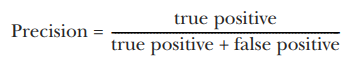 Precision = true positive
true positive + false positive